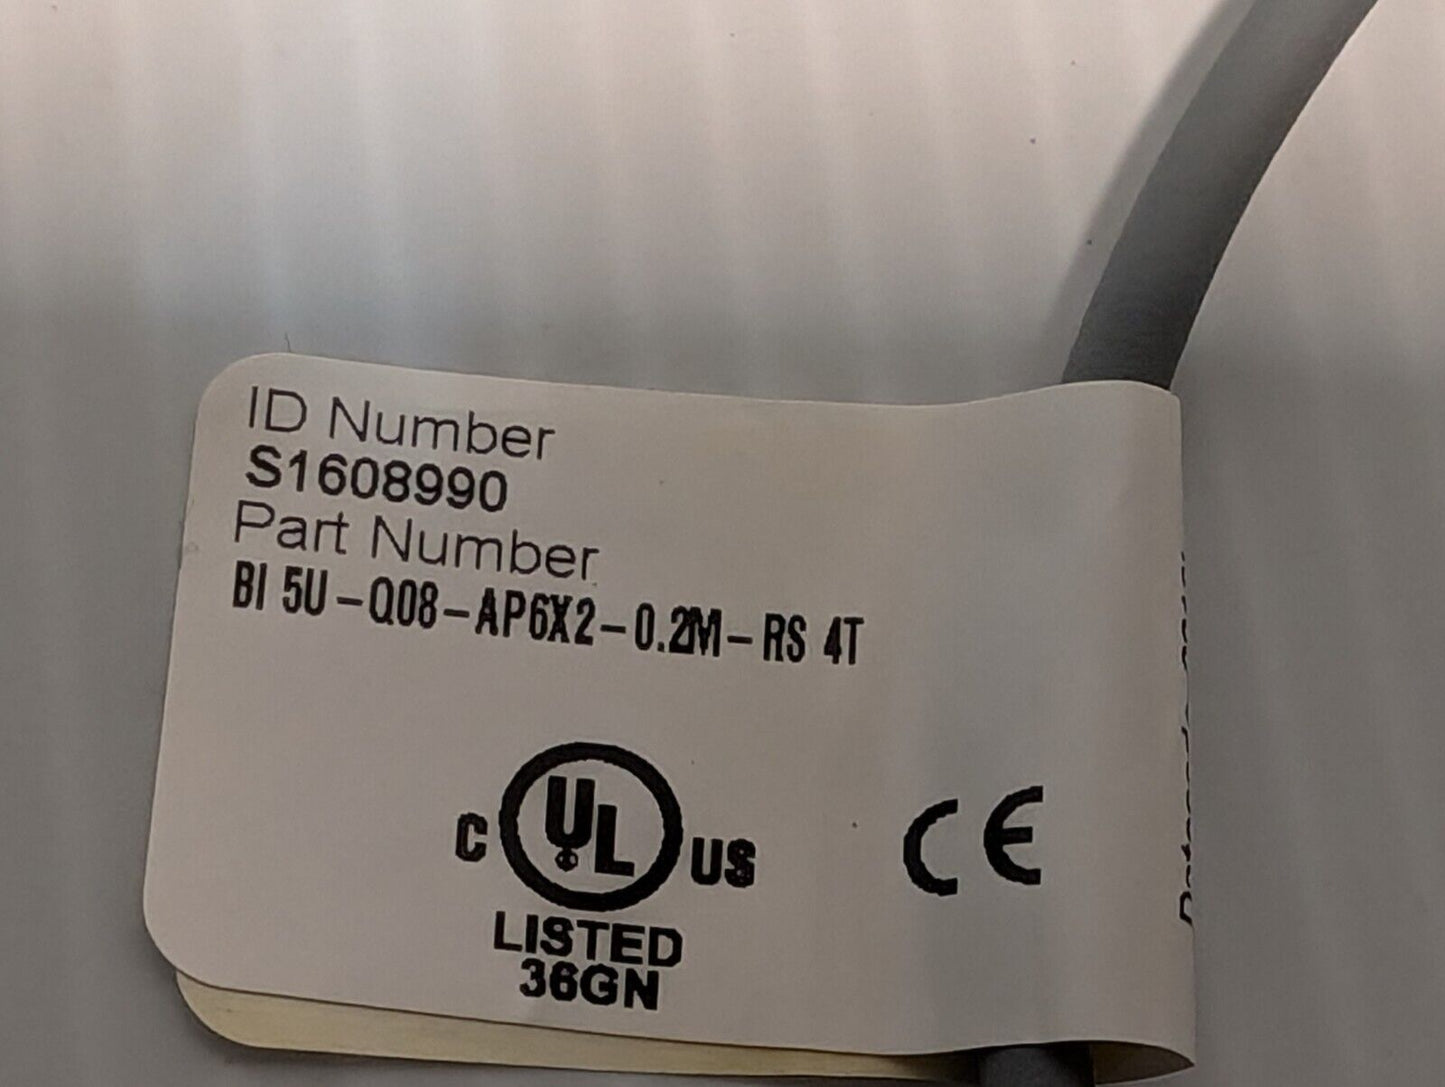 ID Number
S1608990
Part Number
BI 5U-Q08-AP6X2-0.2M-RS 4T
C UL US
CE
LISTED
36GN